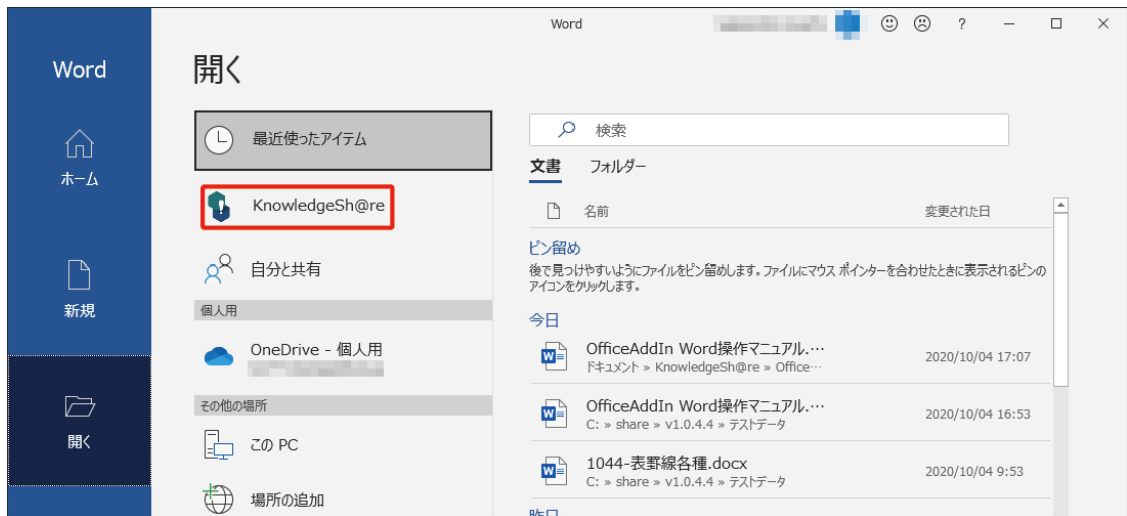 Word
?
Word
開く
ホーム
新規
開く
最近使ったアイテム
KnowledgeSh@re
自分と共有
個人用
OneDrive - 個人用
その他の場所
この PC
場所の追加
検索
文書 フォルダー
名前 変更された日
ピン留め
後で見つけやすいようにファイルをピン留めします。ファイルにマウス ポインターを合わせたときに表示されるピンの
アイコンをクリックします。
今日
OfficeAddIn Word操作マニュアル.…
2020/10/04 17:07
ドキュメント » KnowledgeSh@re » Office…
OfficeAddIn Word操作マニュアル.…
2020/10/04 16:53
C: » share » v1.0.4.4 » テストデータ
1044-表罫線各種.docx
2020/10/04 9:53
C: » share » v1.0.4.4 » テストデータ
昨日